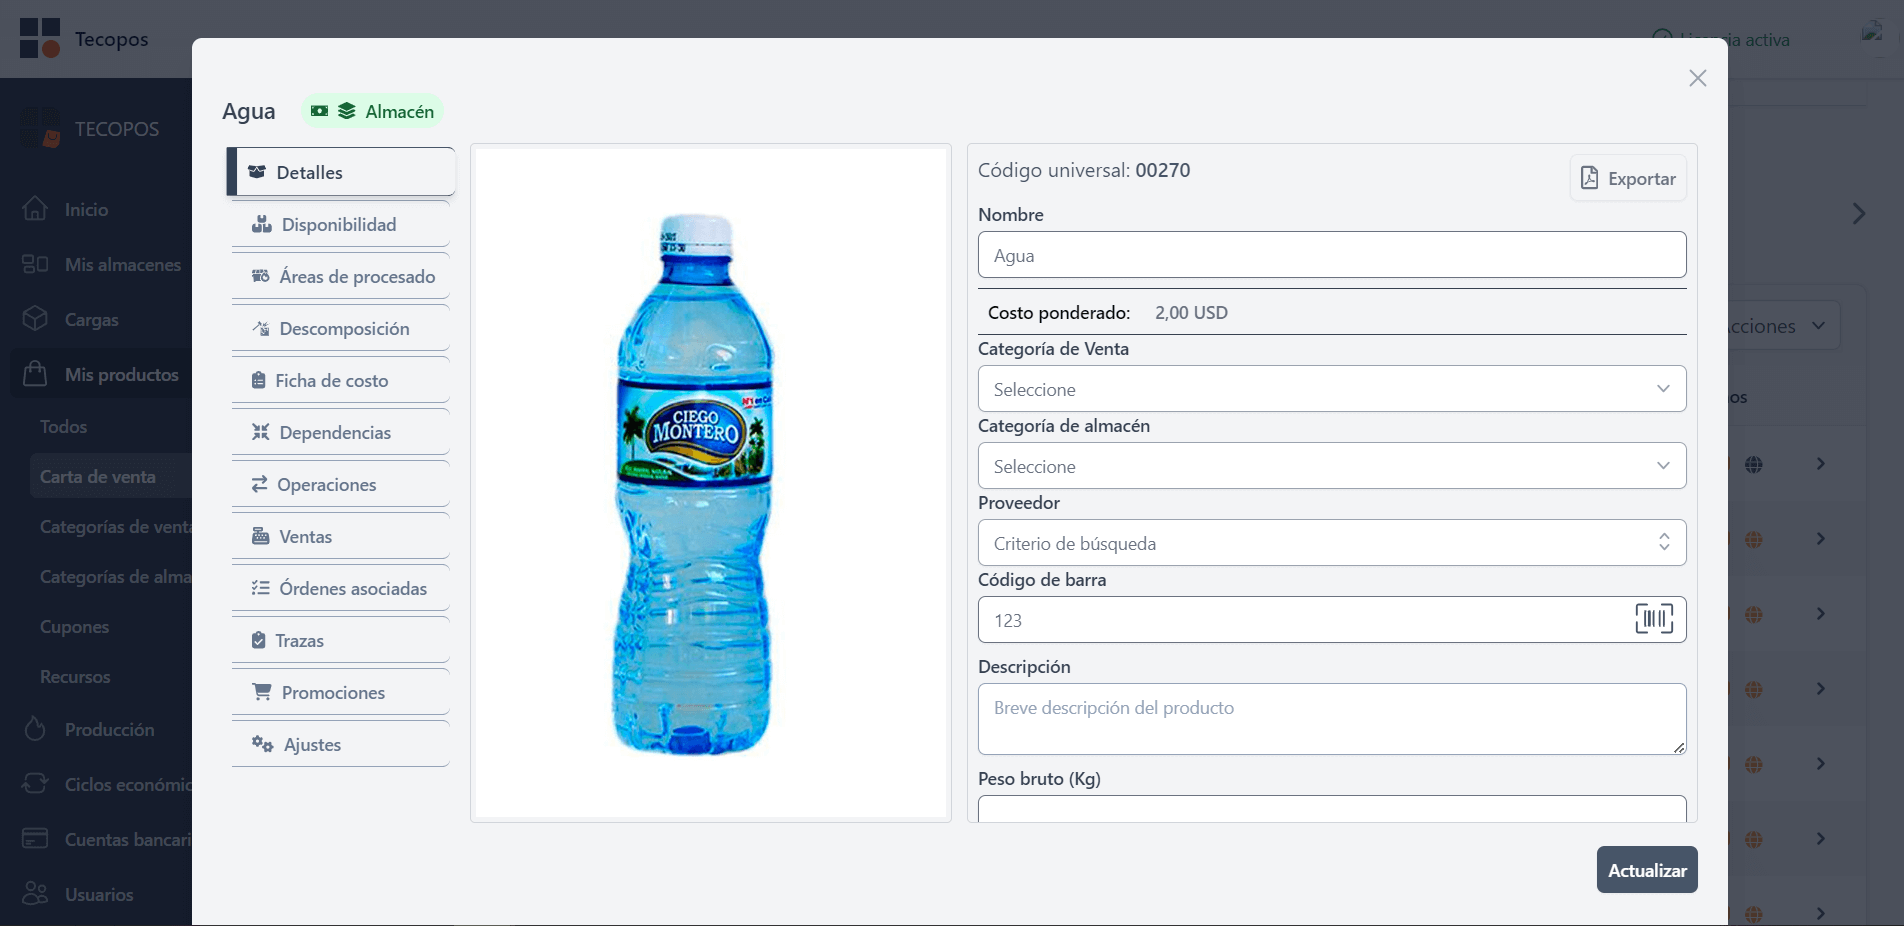 Tecopos
Licencia activa
TECOPOS
Inicio
Mis almacenes
Cargas
Mis productos
Todos
Carta de venta
Categorías de venta
Categorías de alma
Cupones
Recursos
Producción
Ciclos económic
Cuentas bancari
Usuarios
Agua
Almacén
Detalles
Disponibilidad
Áreas de procesado
Descomposición
Ficha de costo
Dependencias
Operaciones
Ventas
Órdenes asociadas
Trazas
Promociones
Ajustes
CIEGO
MONTERO
Código universal: 00270
Exportar
Nombre
Agua
Costo ponderado: 2,00 USD
Categoría de Venta
Seleccione
Categoría de almacén
Seleccione
Proveedor
Criterio de búsqueda
Código de barra
123
Descripción
Breve descripción del producto
Peso bruto (Kg)
Actualizar
Acciones
os